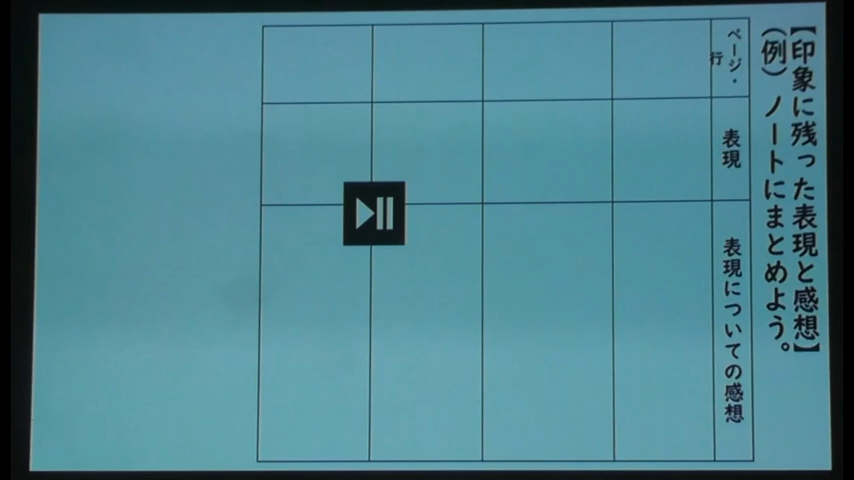 【印象に残った表現と感想】
（例）ノートにまとめよう。
ページ・
行
表現
表現についての感想